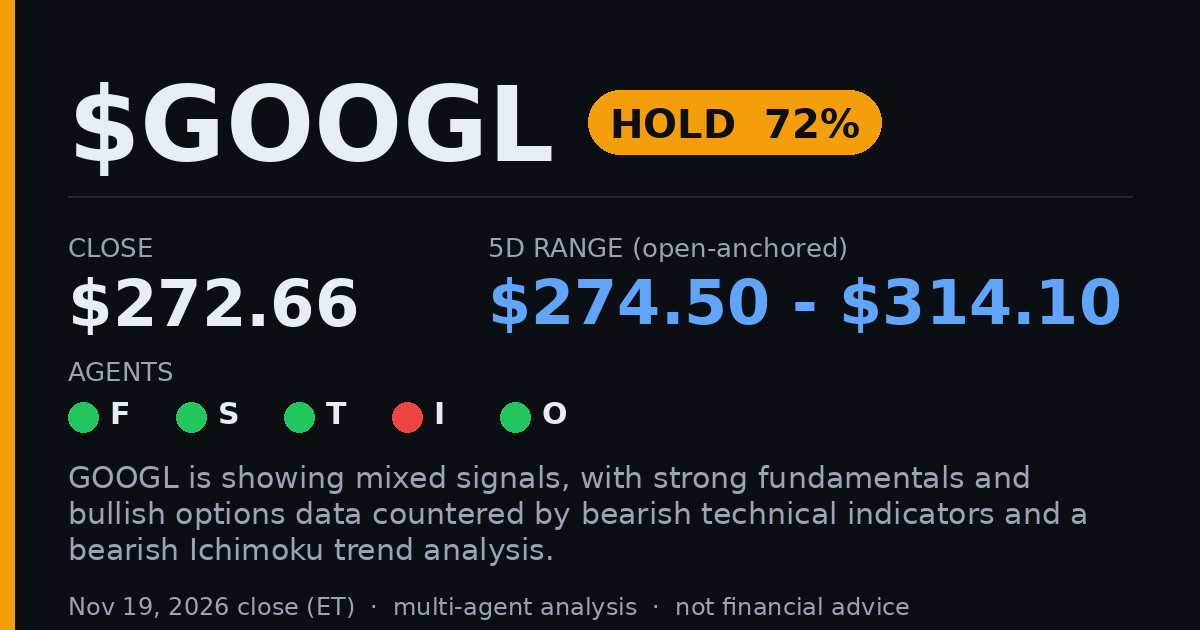 $GOOGL HOLD 72%
CLOSE 5D RANGE (open-anchored)
$272.66 $274.50 - $314.10
AGENTS
F S T I O
GOOGL is showing mixed signals, with strong fundamentals and
bullish options data countered by bearish technical indicators and a
bearish Ichimoku trend analysis.
Nov 19, 2026 close (ET) · multi-agent analysis · not financial advice